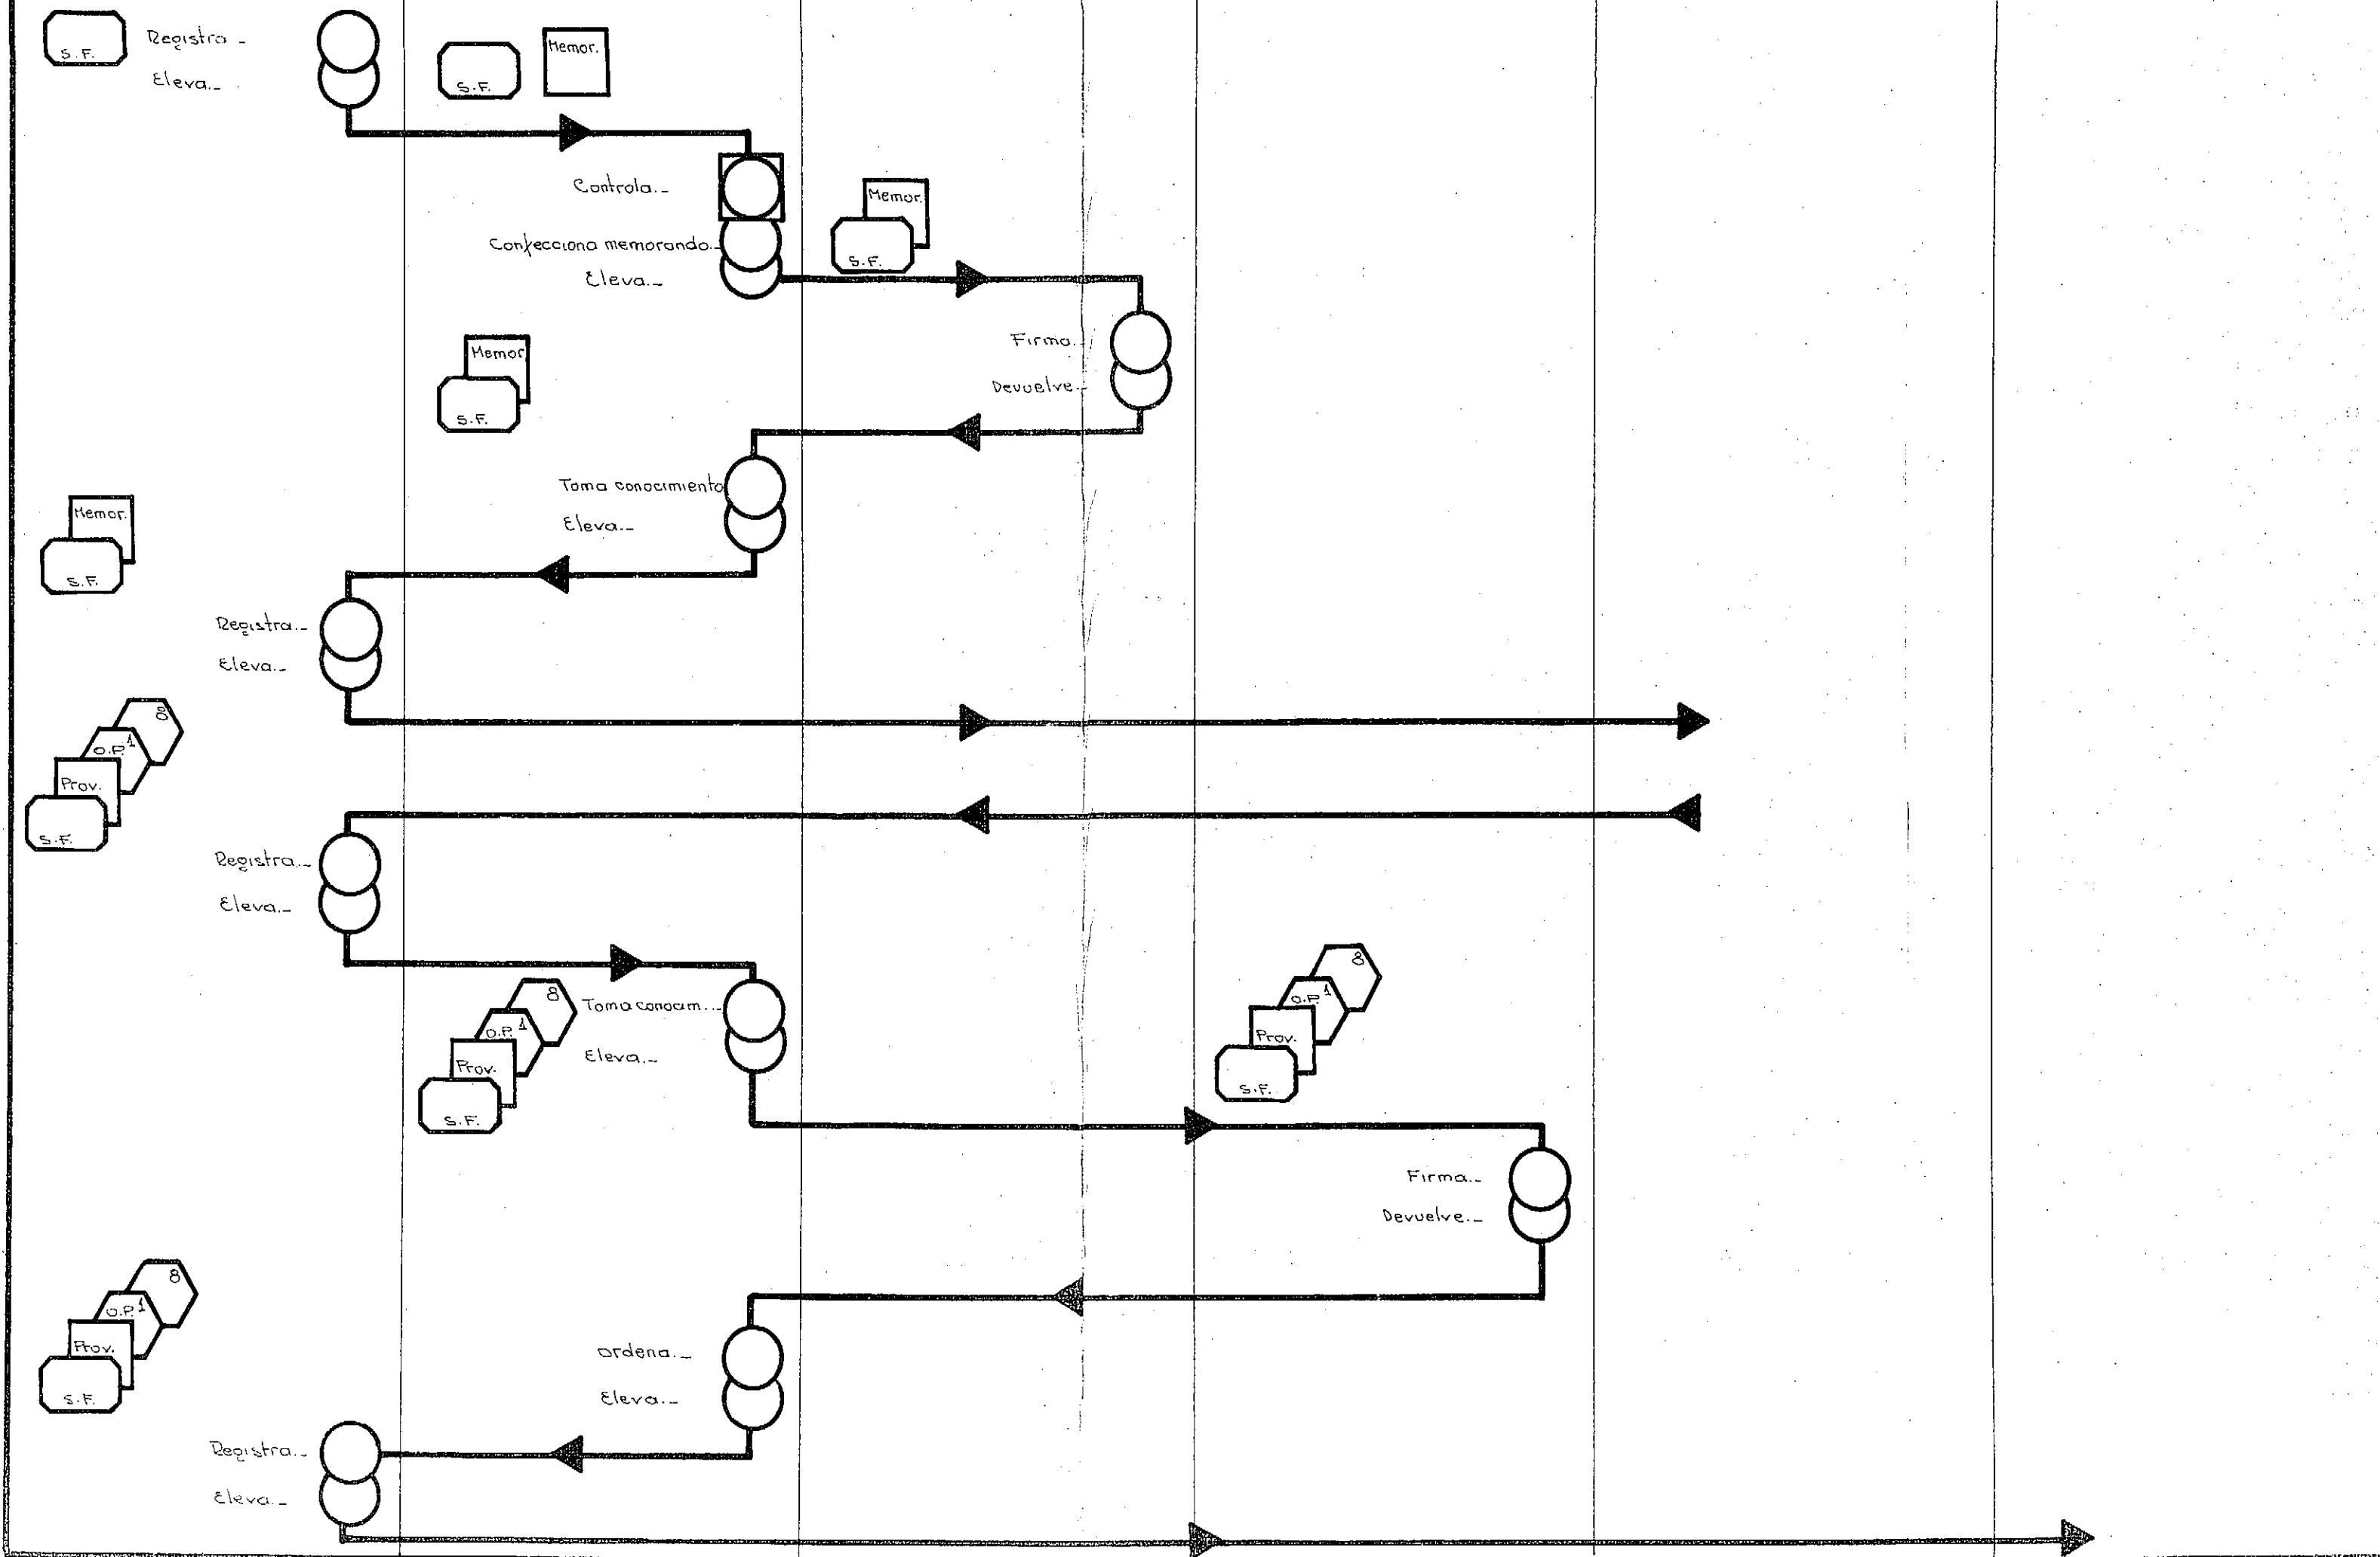 S.F.
Registra._
Eleva._
S.F.
Memor.
Controla._
Confecciona memorando._
Eleva._
Memor.
S.F.
Firma._
Devuelve._
Memor
S.F.
Toma conocimiento
Eleva._
Memor.
S.F.
Registra._
Eleva._
8
O.P. 1
Prov.
S.F.
Registra._
Eleva._
8
O.P. 1
Prov.
S.F.
Toma conocim._
Eleva._
8
O.P. 1
Prov.
S.F.
Firma._
Devuelve._
8
O.P. 1
Prov.
S.F.
Ordena._
Eleva._
Registra._
Eleva._